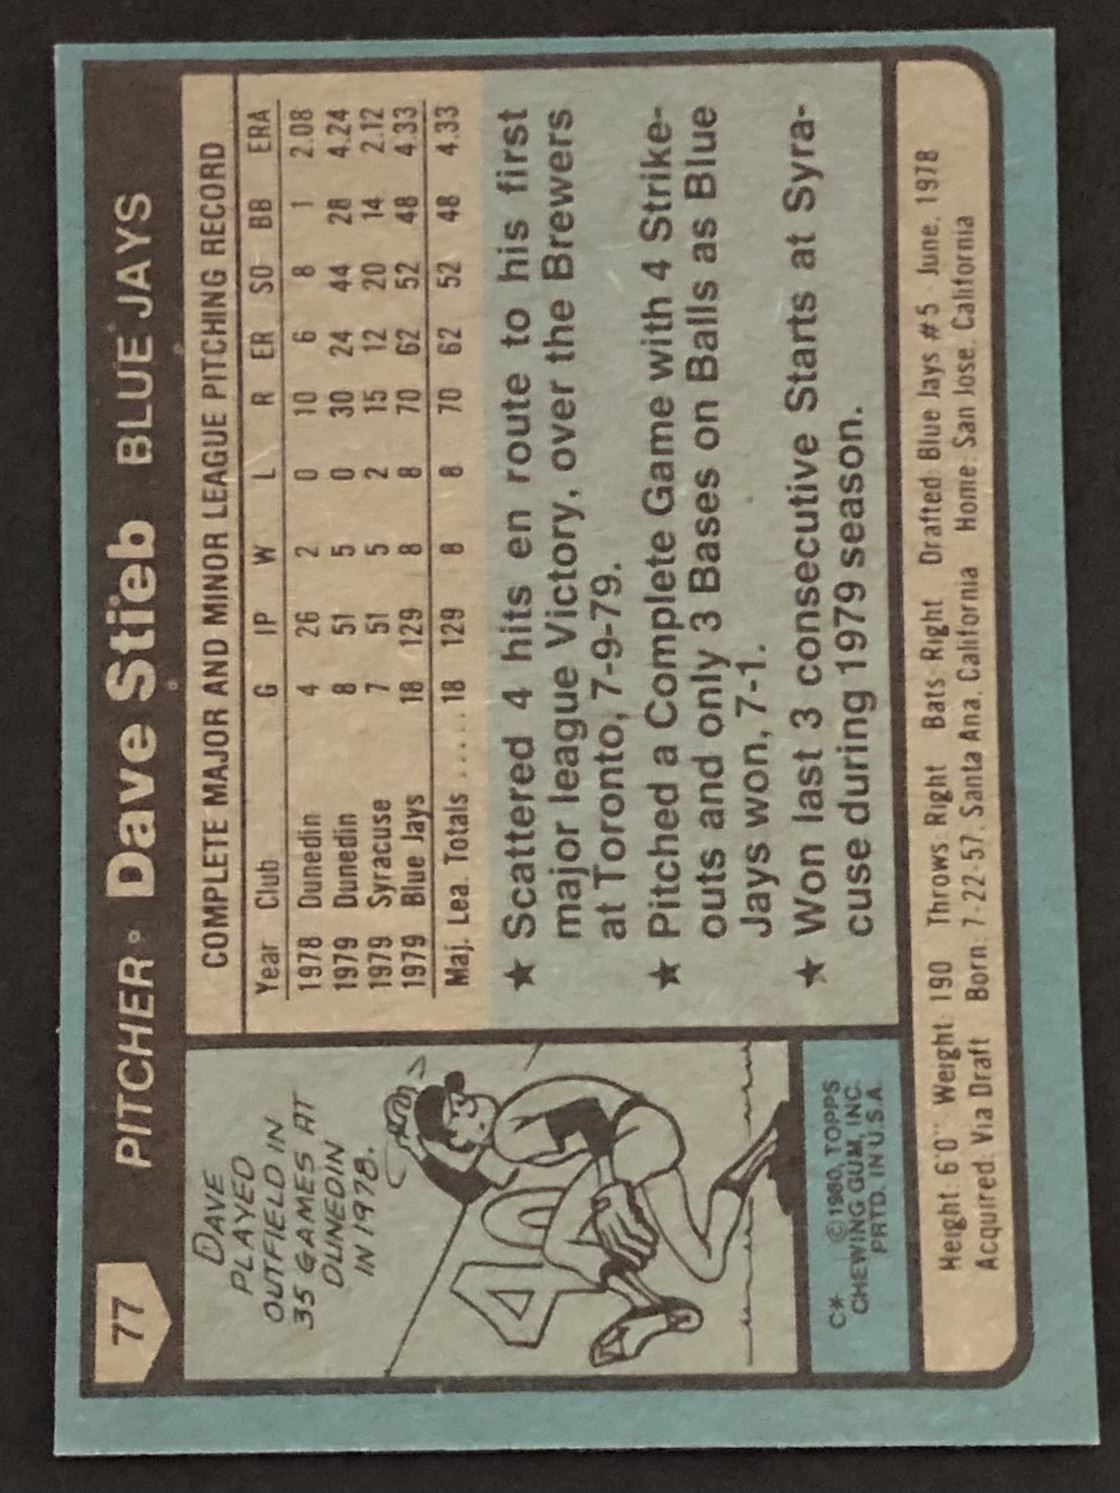 77 PITCHER · Dave Stieb BLUE JAYS
DAVE
PLAYED
OUTFIELD IN
35 GAMES AT
DUNEDIN
IN 1978.
40
C* ©1980, TOPPS
CHEWING GUM, INC.
PRTD. IN U.S.A.
COMPLETE MAJOR AND MINOR LEAGUE PITCHING RECORD
Year Club G IP W L R ER SO BB ERA
1978 Dunedin 4 26 2 0 10 6 8 1 2.08
1979 Dunedin 8 51 5 0 30 24 44 28 4.24
1979 Syracuse 7 51 5 2 15 12 20 14 2.12
1979 Blue Jays 18 129 8 8 70 62 52 48 4.33
Maj. Lea. Totals .... 18 129 8 8 70 62 52 48 4.33
★ Scattered 4 hits en route to his first
major league Victory, over the Brewers
at Toronto, 7-9-79.
★ Pitched a Complete Game with 4 Strike-
outs and only 3 Bases on Balls as Blue
Jays won, 7-1.
★ Won last 3 consecutive Starts at Syra-
cuse during 1979 season.
Height: 6'0" Weight: 190 Throws: Right Bats: Right Drafted: Blue Jays #5 - June, 1978
Acquired: Via Draft Born: 7-22-57, Santa Ana, California Home: San Jose, California